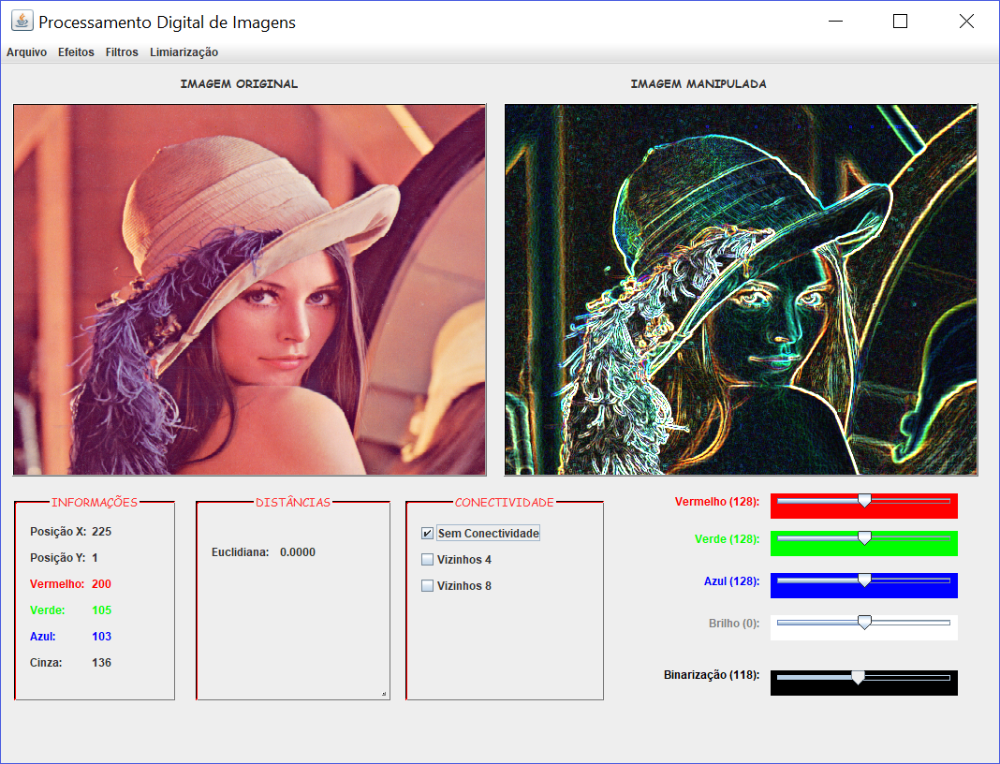 Processamento Digital de Imagens
Arquivo Efeitos Filtros Limiarização
IMAGEM ORIGINAL IMAGEM MANIPULADA
INFORMAÇÕES
Posição X: 225
Posição Y: 1
Vermelho: 200
Verde: 105
Azul: 103
Cinza: 136
DISTÂNCIAS
Euclidiana: 0.0000
CONECTIVIDADE
Sem Conectividade
Vizinhos 4
Vizinhos 8
Vermelho (128):
Verde (128):
Azul (128):
Brilho (0):
Binarização (118):